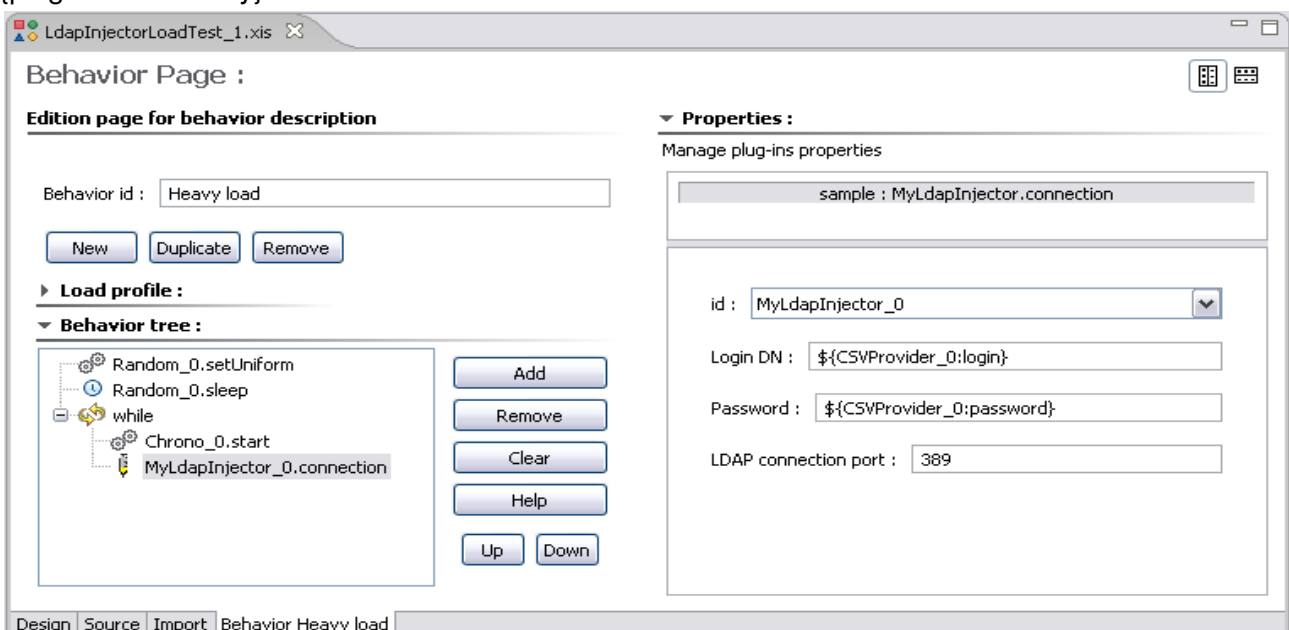 LdapInjectorLoadTest_1.xis
Behavior Page :
Edition page for behavior description
Behavior id :
Heavy load
New
Duplicate
Remove
Load profile :
Behavior tree :
Random_0.setUniform
Random_0.sleep
while
Chrono_0.start
MyLdapInjector_0.connection
Add
Remove
Clear
Help
Up
Down
Properties :
Manage plug-ins properties
sample : MyLdapInjector.connection
id :
MyLdapInjector_0
Login DN :
${CSVProvider_0:login}
Password :
${CSVProvider_0:password}
LDAP connection port :
389
Design
Source
Import
Behavior Heavy load